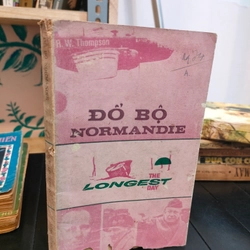 R. W. Thompson
ĐỔ BỘ
NORMANDIE
THE
LONGEST
DAY